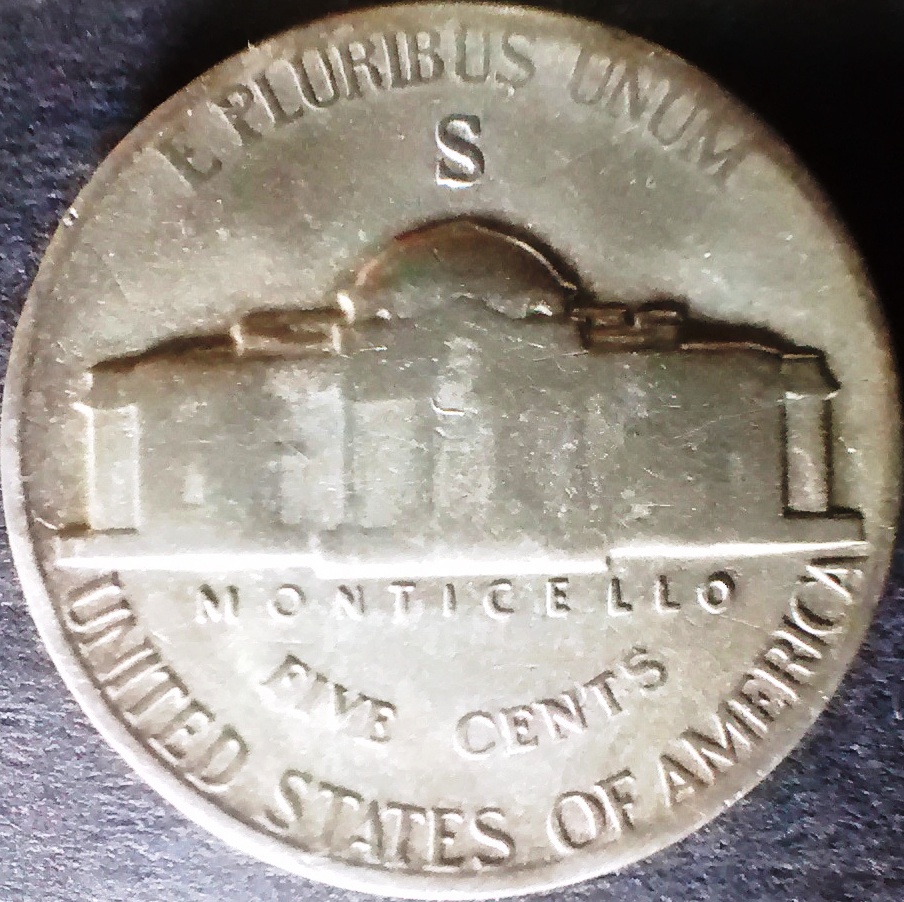 E PLURIBUS UNUM
S
MONTICELLO
FIVE CENTS
UNITED STATES OF AMERICA